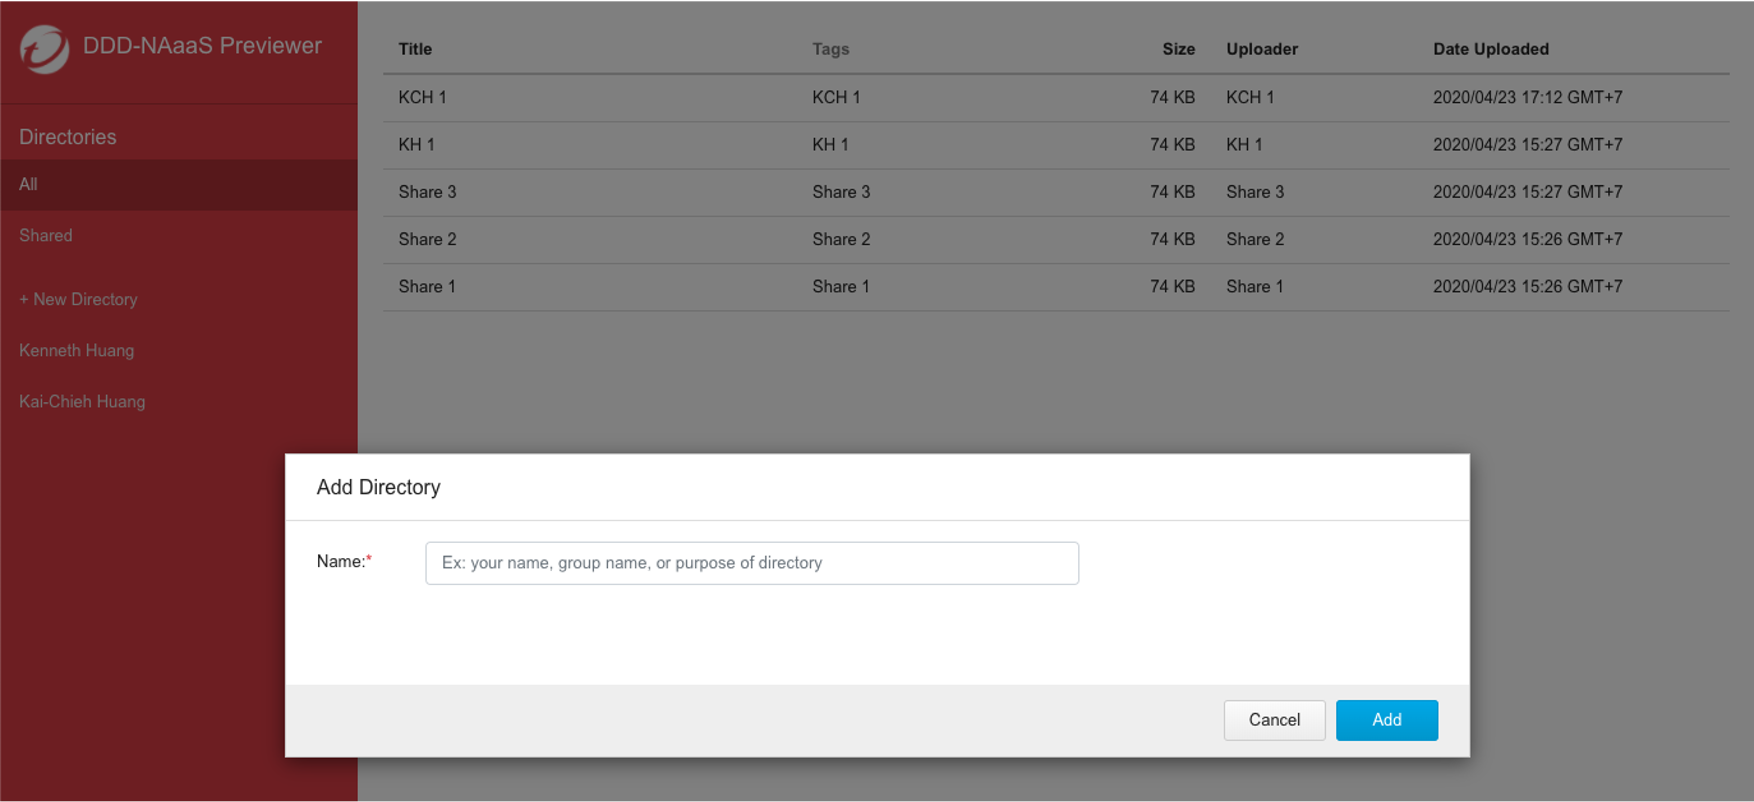 DDD-NAaaS Previewer
Directories
All
Shared
+ New Directory
Kenneth Huang
Kai-Chieh Huang
Title Tags Size Uploader Date Uploaded
KCH 1 KCH 1 74 KB KCH 1 2020/04/23 17:12 GMT+7
KH 1 KH 1 74 KB KH 1 2020/04/23 15:27 GMT+7
Share 3 Share 3 74 KB Share 3 2020/04/23 15:27 GMT+7
Share 2 Share 2 74 KB Share 2 2020/04/23 15:26 GMT+7
Share 1 Share 1 74 KB Share 1 2020/04/23 15:26 GMT+7
Add Directory
Name:* Ex: your name, group name, or purpose of directory
Cancel Add